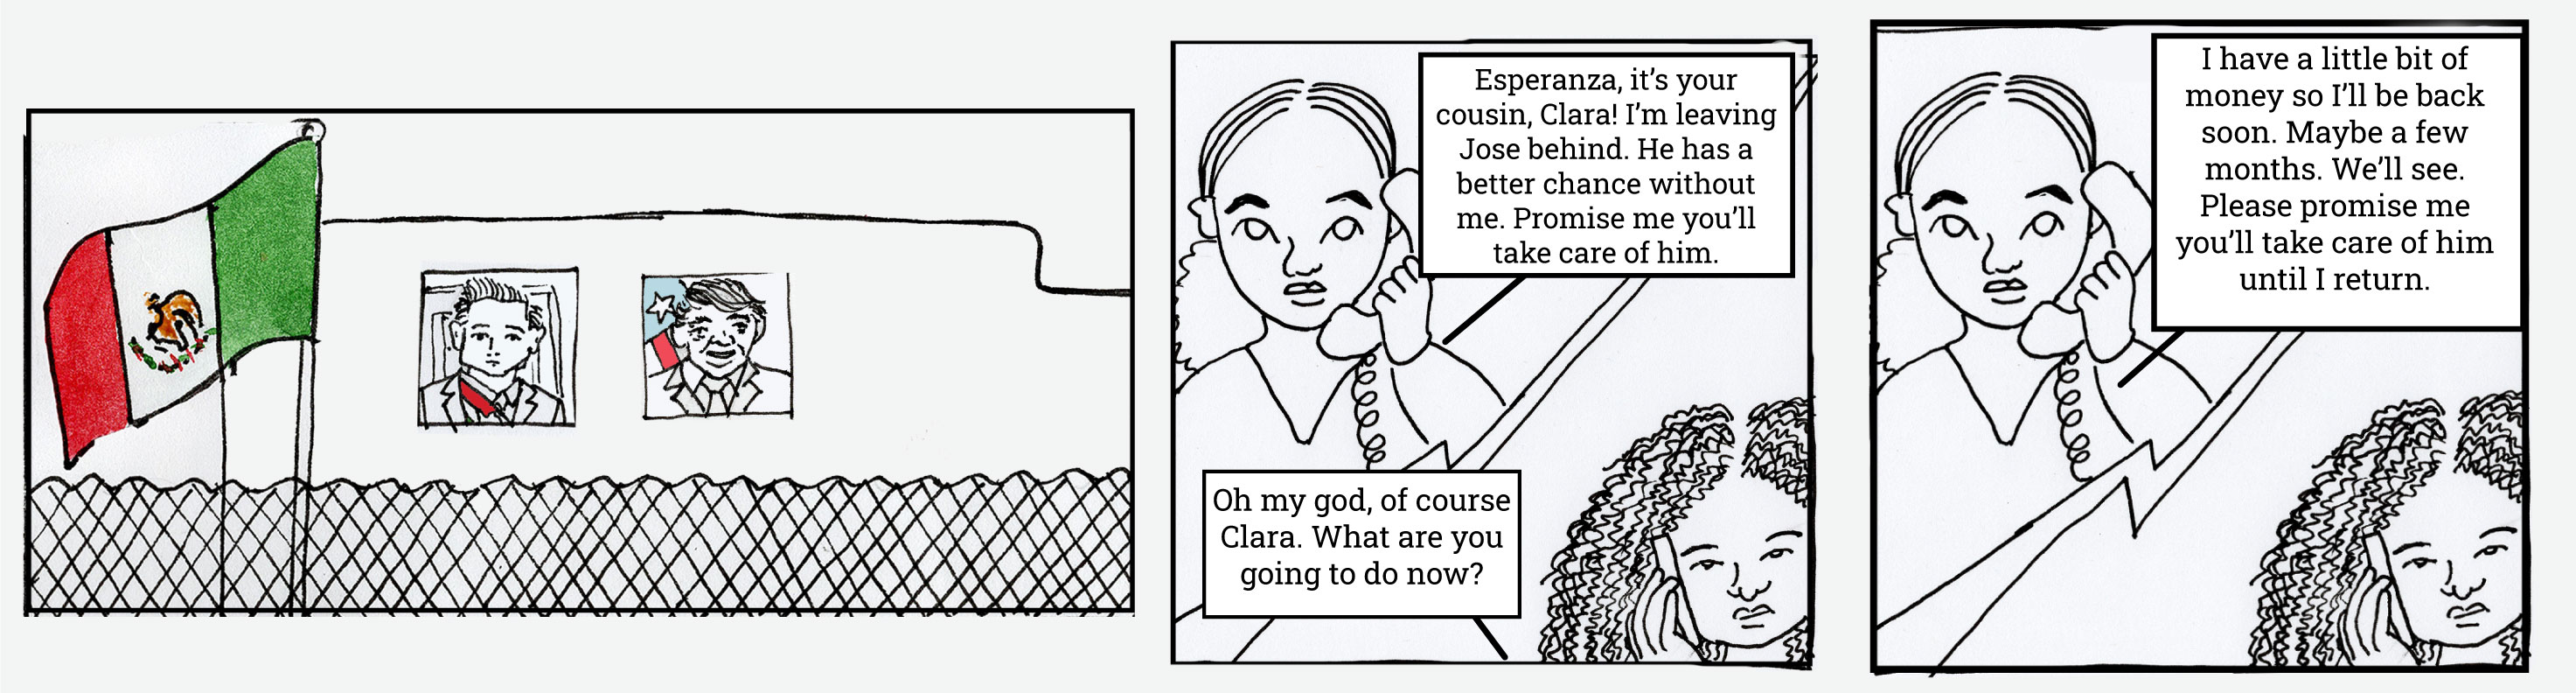 Esperanza, it’s your
cousin, Clara! I’m leaving
Jose behind. He has a
better chance without
me. Promise me you’ll
take care of him.
Oh my god, of course
Clara. What are you
going to do now?
I have a little bit of
money so I’ll be back
soon. Maybe a few
months. We’ll see.
Please promise me
you’ll take care of him
until I return.